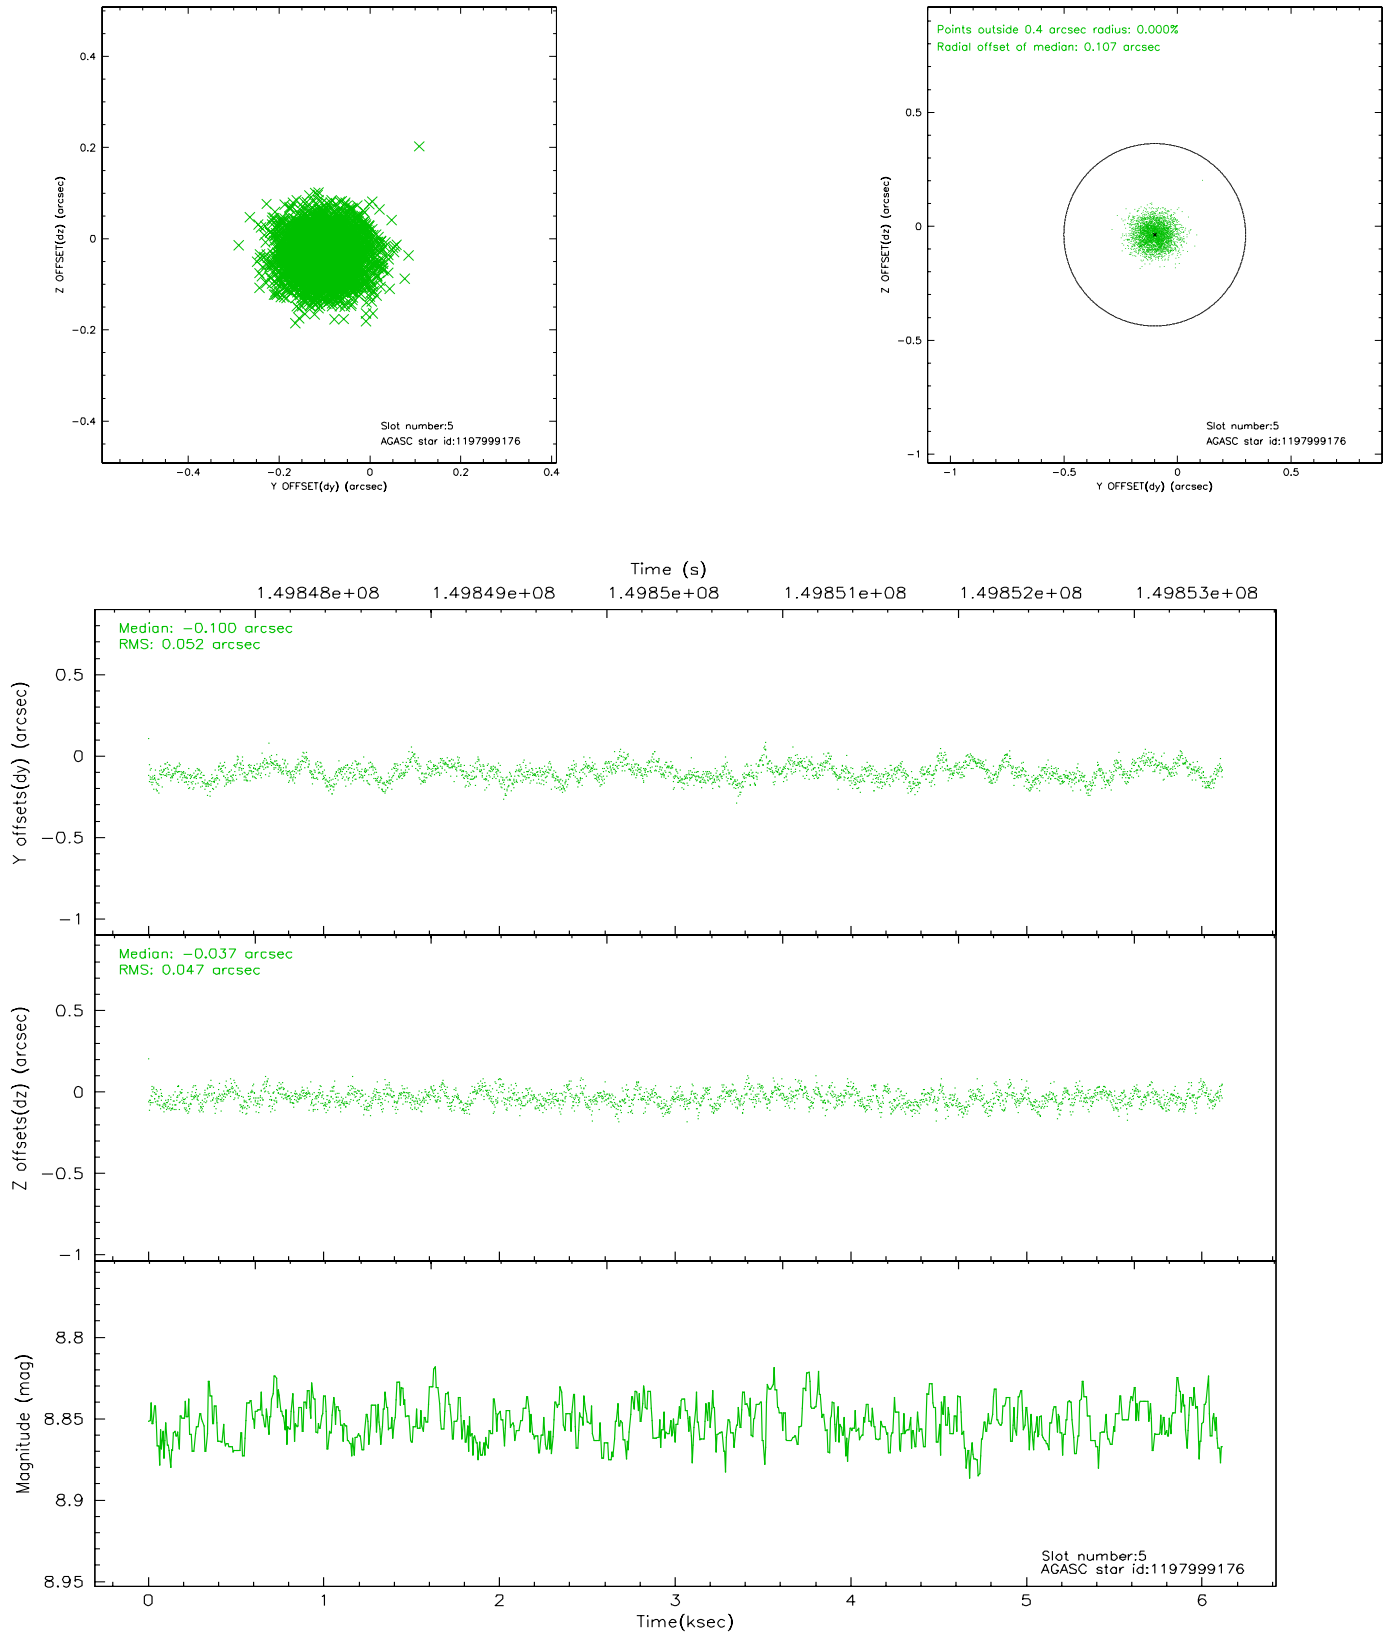 0.4
0.2
0
−0.2
−0.4
Z OFFSET(dz) (arcsec)
Slot number:5
AGASC star id:1197999176
−0.4 −0.2 0 0.2 0.4
Y OFFSET(dy) (arcsec)
Points outside 0.4 arcsec radius: 0.000%
Radial offset of median: 0.107 arcsec
0.5
0
−0.5
−1
Z OFFSET(dz) (arcsec)
Slot number:5
AGASC star id:1197999176
−1 −0.5 0 0.5
Y OFFSET(dy) (arcsec)
Time (s)
1.49848e+08 1.49849e+08 1.4985e+08 1.49851e+08 1.49852e+08 1.49853e+08
Median: −0.100 arcsec
RMS: 0.052 arcsec
0.5
0
−0.5
−1
Y offsets(dy) (arcsec)
Median: −0.037 arcsec
RMS: 0.047 arcsec
0.5
0
−0.5
−1
Z offsets(dz) (arcsec)
8.8
8.85
8.9
8.95
Magnitude (mag)
Slot number:5
AGASC star id:1197999176
0 1 2 3 4 5 6
Time(ksec)